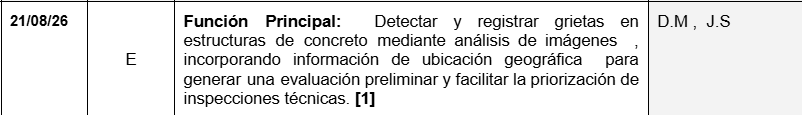 21/08/26
E
Función Principal: Detectar y registrar grietas en
estructuras de concreto mediante análisis de imágenes ,
incorporando información de ubicación geográfica para
generar una evaluación preliminar y facilitar la priorización de
inspecciones técnicas. [1]
D.M , J.S